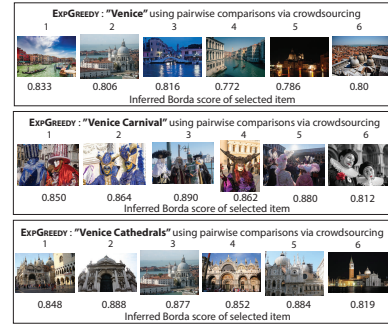 EXPGREEDY : "Venice" using pairwise comparisons via crowdsourcing
1 2 3 4 5 6
0.833 0.806 0.816 0.772 0.786 0.80
Inferred Borda score of selected item
EXPGREEDY : "Venice Carnival" using pairwise comparisons via crowdsourcing
1 2 3 4 5 6
0.850 0.864 0.890 0.862 0.880 0.812
Inferred Borda score of selected item
EXPGREEDY : "Venice Cathedrals" using pairwise comparisons via crowdsourcing
1 2 3 4 5 6
0.848 0.888 0.877 0.852 0.884 0.819
Inferred Borda score of selected item